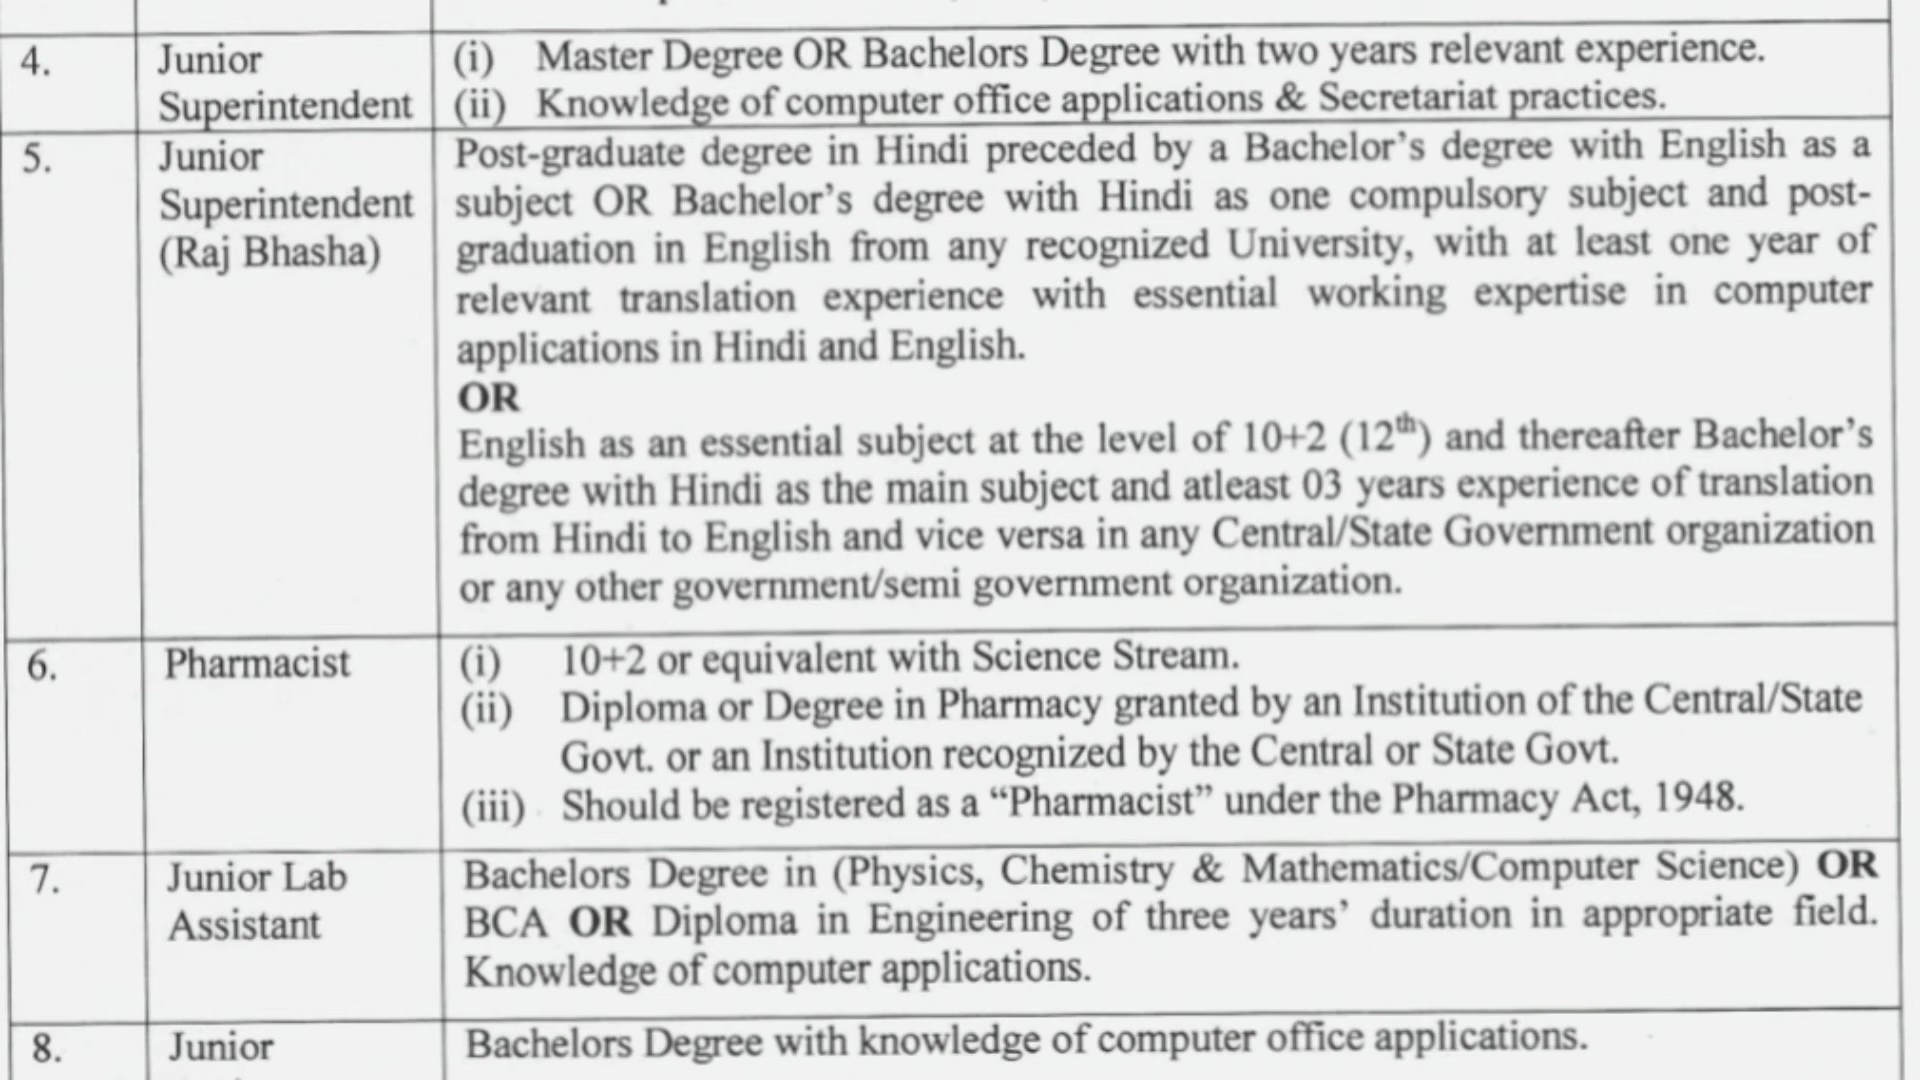 4.
Junior
Superintendent
(i) Master Degree OR Bachelors Degree with two years relevant experience.
(ii) Knowledge of computer office applications & Secretariat practices.
5.
Junior
Superintendent
(Raj Bhasha)
Post-graduate degree in Hindi preceded by a Bachelor's degree with English as a
subject OR Bachelor's degree with Hindi as one compulsory subject and post-
graduation in English from any recognized University, with at least one year of
relevant translation experience with essential working expertise in computer
applications in Hindi and English.
OR
English as an essential subject at the level of 10+2 (12th) and thereafter Bachelor's
degree with Hindi as the main subject and atleast 03 years experience of translation
from Hindi to English and vice versa in any Central/State Government organization
or any other government/semi government organization.
6.
Pharmacist
(i) 10+2 or equivalent with Science Stream.
(ii) Diploma or Degree in Pharmacy granted by an Institution of the Central/State
Govt. or an Institution recognized by the Central or State Govt.
(iii) Should be registered as a “Pharmacist” under the Pharmacy Act, 1948.
7.
Junior Lab
Assistant
Bachelors Degree in (Physics, Chemistry & Mathematics/Computer Science) OR
BCA OR Diploma in Engineering of three years' duration in appropriate field.
Knowledge of computer applications.
8.
Junior
Bachelors Degree with knowledge of computer office applications.